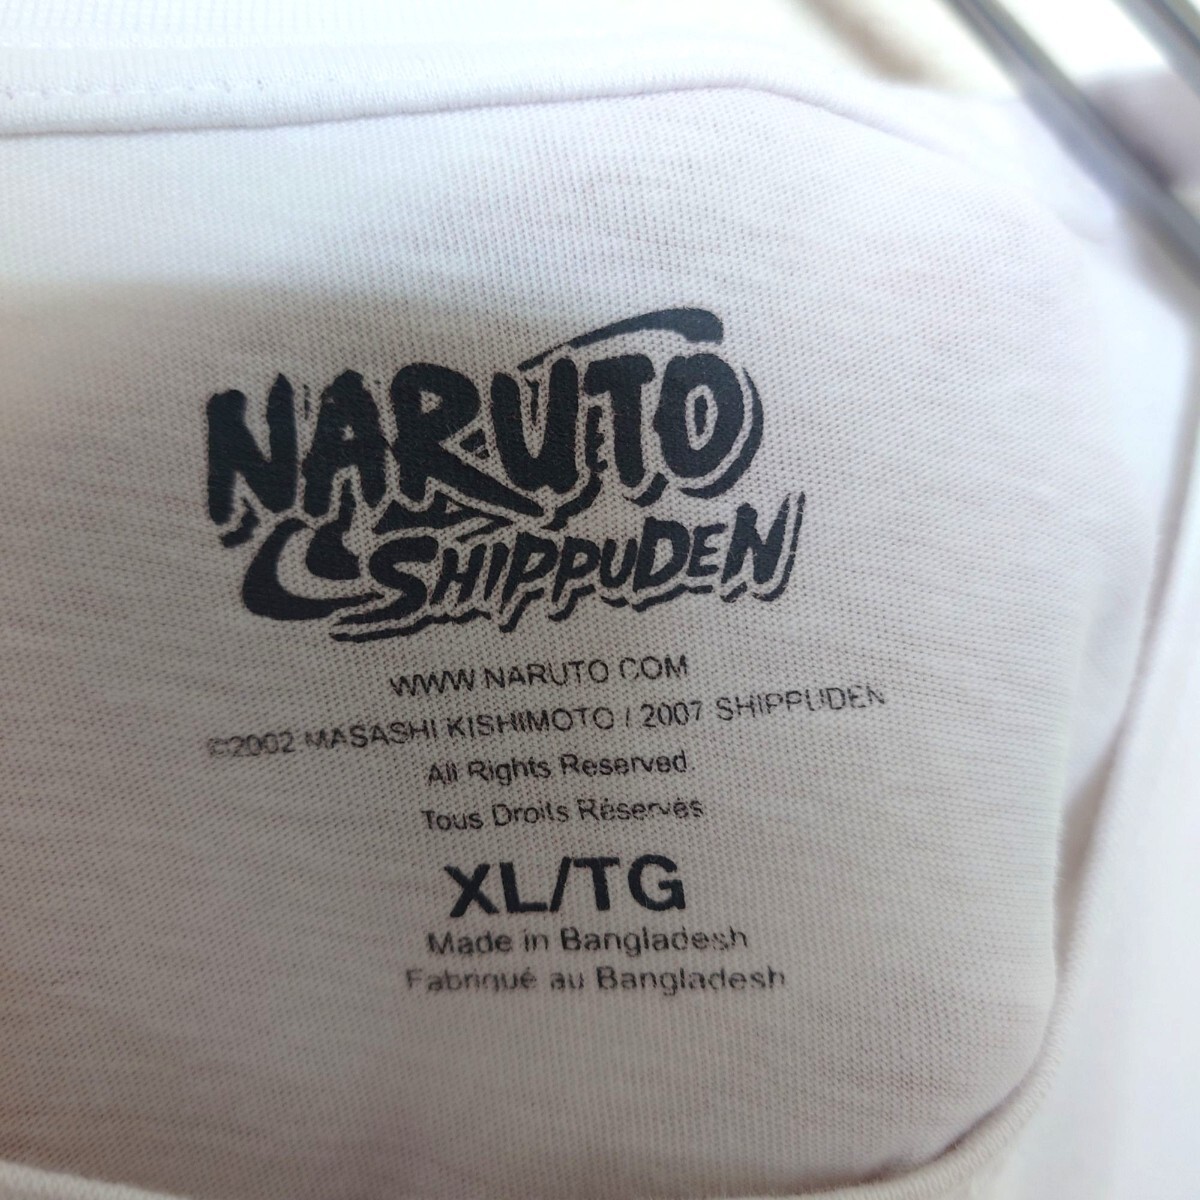 NARUTO
SHIPPUDEN
WWW NARUTO COM
©2002 MASASHI KISHIMOTO / 2007 SHIPPUDEN
All Rights Reserved.
Tous Droits Réservés
XL/TG
Made in Bangladesh
Fabriqué au Bangladesh